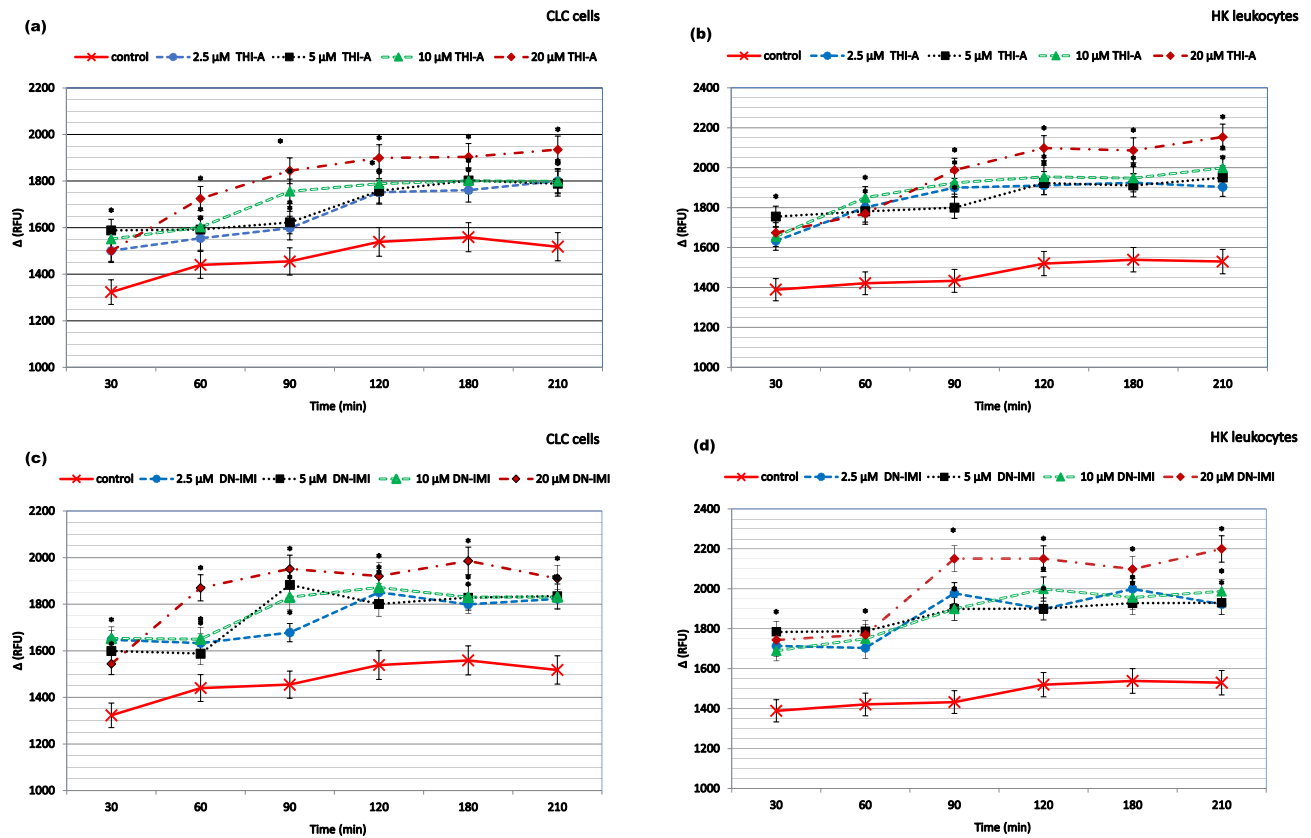 CLC cells
(a)
control 2.5 µM THI-A 5 µM THI-A 10 µM THI-A 20 µM THI-A
2200
2000
1800
1600
1400
1200
1000
Δ (RFU)
30 60 90 120 180 210
Time (min)
HK leukocytes
(b)
control 2.5 µM THI-A 5 µM THI-A 10 µM THI-A 20 µM THI-A
2400
2200
2000
1800
1600
1400
1200
1000
Δ (RFU)
30 60 90 120 180 210
Time (min)
CLC cells
(c)
control 2.5 µM DN-IMI 5 µM DN-IMI 10 µM DN-IMI 20 µM DN-IMI
2200
2000
1800
1600
1400
1200
1000
Δ (RFU)
30 60 90 120 180 210
Time (min)
HK leukocytes
(d)
control 2.5 µM DN-IMI 5 µM DN-IMI 10 µM DN-IMI 20 µM DN-IMI
2400
2200
2000
1800
1600
1400
1200
1000
Δ (RFU)
30 60 90 120 180 210
Time (min)